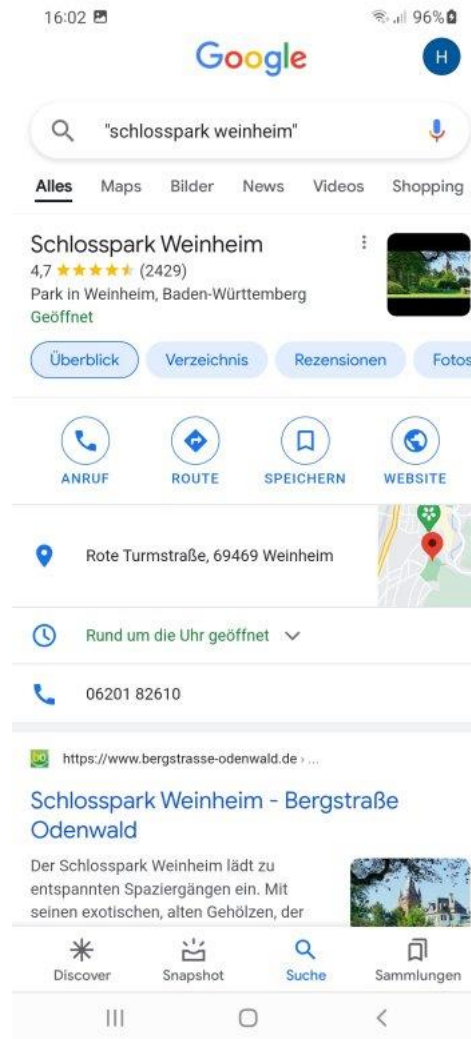 16:02
96%
Google
H
"schlosspark weinheim"
Alles Maps Bilder News Videos Shopping
Schlosspark Weinheim
4,7 (2429)
Park in Weinheim, Baden-Württemberg
Geöffnet
Überblick Verzeichnis Rezensionen Fotos
ANRUF ROUTE SPEICHERN WEBSITE
Rote Turmstraße, 69469 Weinheim
Rund um die Uhr geöffnet
06201 82610
bo
https://www.bergstrasse-odenwald.de › ...
Schlosspark Weinheim - Bergstraße
Odenwald
Der Schlosspark Weinheim lädt zu
entspannten Spaziergängen ein. Mit
seinen exotischen, alten Gehölzen, der
Discover Snapshot Suche Sammlungen